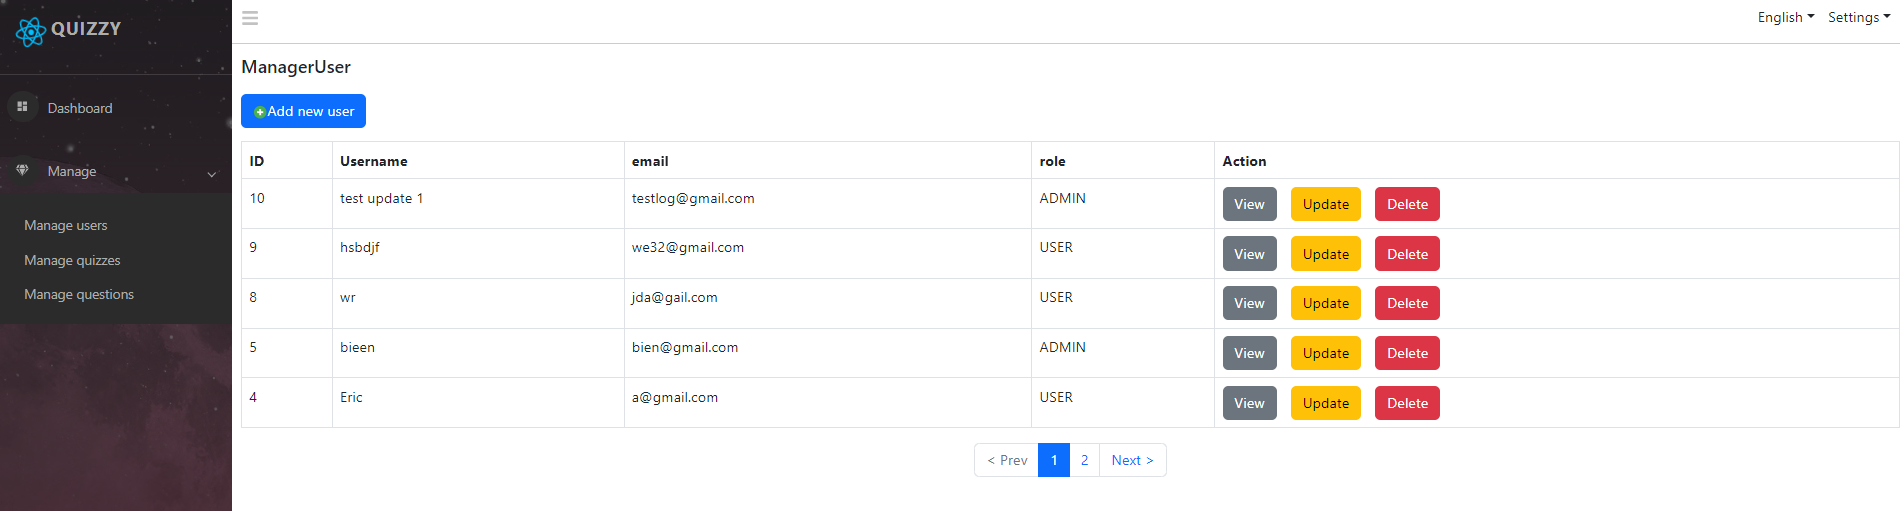 QUIZZY
English Settings
ManagerUser
Dashboard
Add new user
Manage
ID Username email role Action
10 test update 1 testlog@gmail.com ADMIN View Update Delete
Manage users
9 hsbdjf we32@gmail.com USER View Update Delete
Manage quizzes
8 wr jda@gail.com USER View Update Delete
Manage questions
5 bieen bien@gmail.com ADMIN View Update Delete
4 Eric a@gmail.com USER View Update Delete
< Prev 1 2 Next >